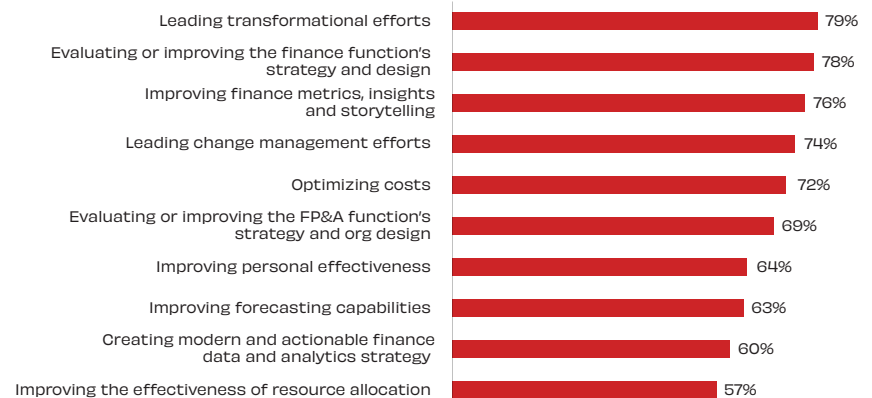 Leading transformational efforts 79%
Evaluating or improving the finance function's
strategy and design 78%
Improving finance metrics, insights
and storytelling 76%
Leading change management efforts 74%
Optimizing costs 72%
Evaluating or improving the FP&A function's
strategy and org design 69%
Improving personal effectiveness 64%
Improving forecasting capabilities 63%
Creating modern and actionable finance
data and analytics strategy 60%
Improving the effectiveness of resource allocation 57%